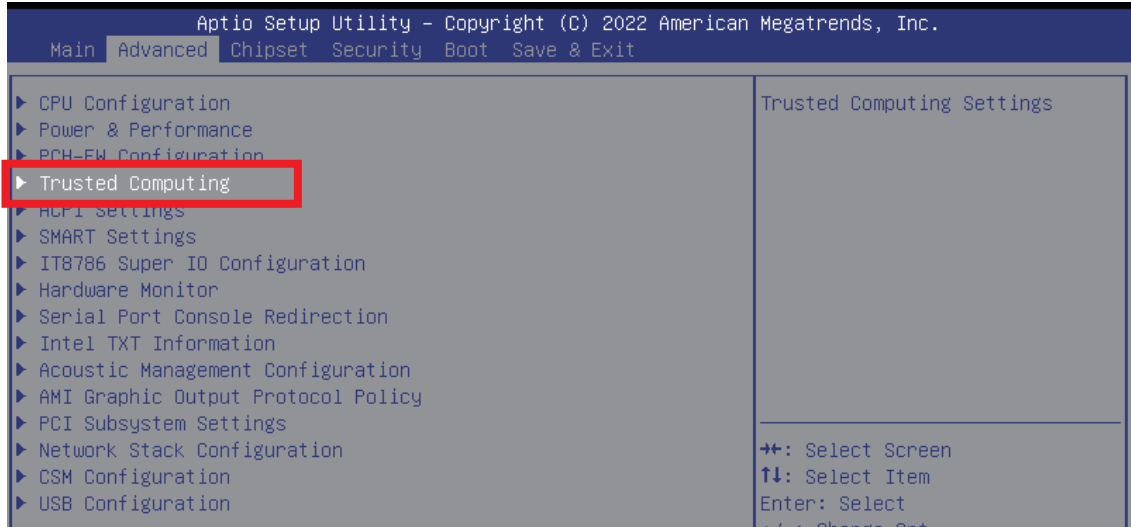 Aptio Setup Utility – Copyright (C) 2022 American Megatrends, Inc.
Main Advanced Chipset Security Boot Save & Exit
CPU Configuration
Power & Performance
PCH-FW Configuration
Trusted Computing
ACPI Settings
SMART Settings
IT8786 Super IO Configuration
Hardware Monitor
Serial Port Console Redirection
Intel TXT Information
Acoustic Management Configuration
AMI Graphic Output Protocol Policy
PCI Subsystem Settings
Network Stack Configuration
CSM Configuration
USB Configuration
Trusted Computing Settings
→←: Select Screen
↑↓: Select Item
Enter: Select
+/-: Change Opt.